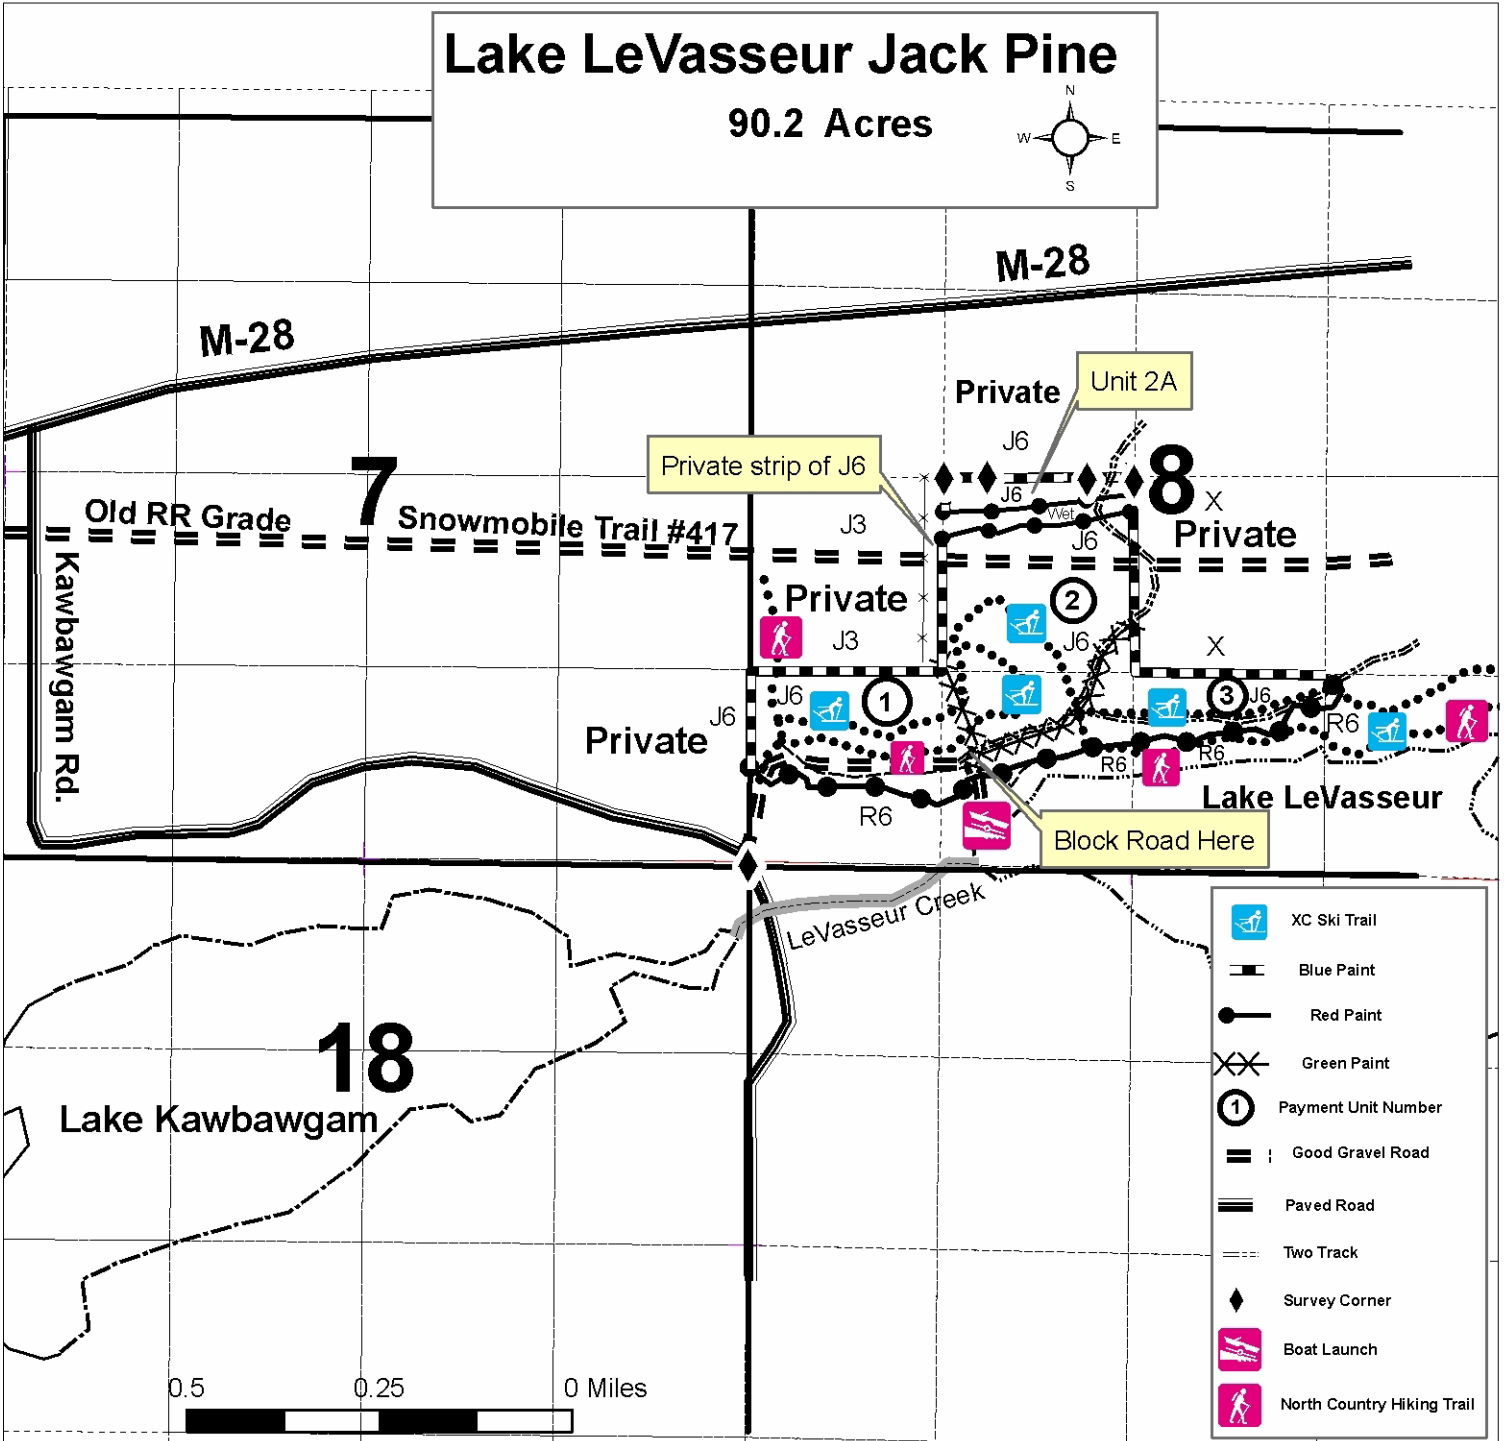 Lake LeVasseur Jack Pine
90.2 Acres
N
W E
S
M-28
M-28
Unit 2A
Private
J6
Private strip of J6
7
8
X
J6
Wet
Old RR Grade
Snowmobile Trail #417
J3
J6
Private
Kawbawgam Rd.
Private
2
J3
J6
X
J6
1
3
J6
J6
R6
Private
R6
R6
Lake LeVasseur
R6
Block Road Here
LeVasseur Creek
18
Lake Kawbawgam
XC Ski Trail
Blue Paint
Red Paint
Green Paint
1 Payment Unit Number
Good Gravel Road
Paved Road
Two Track
Survey Corner
Boat Launch
North Country Hiking Trail
0.5 0.25 0 Miles